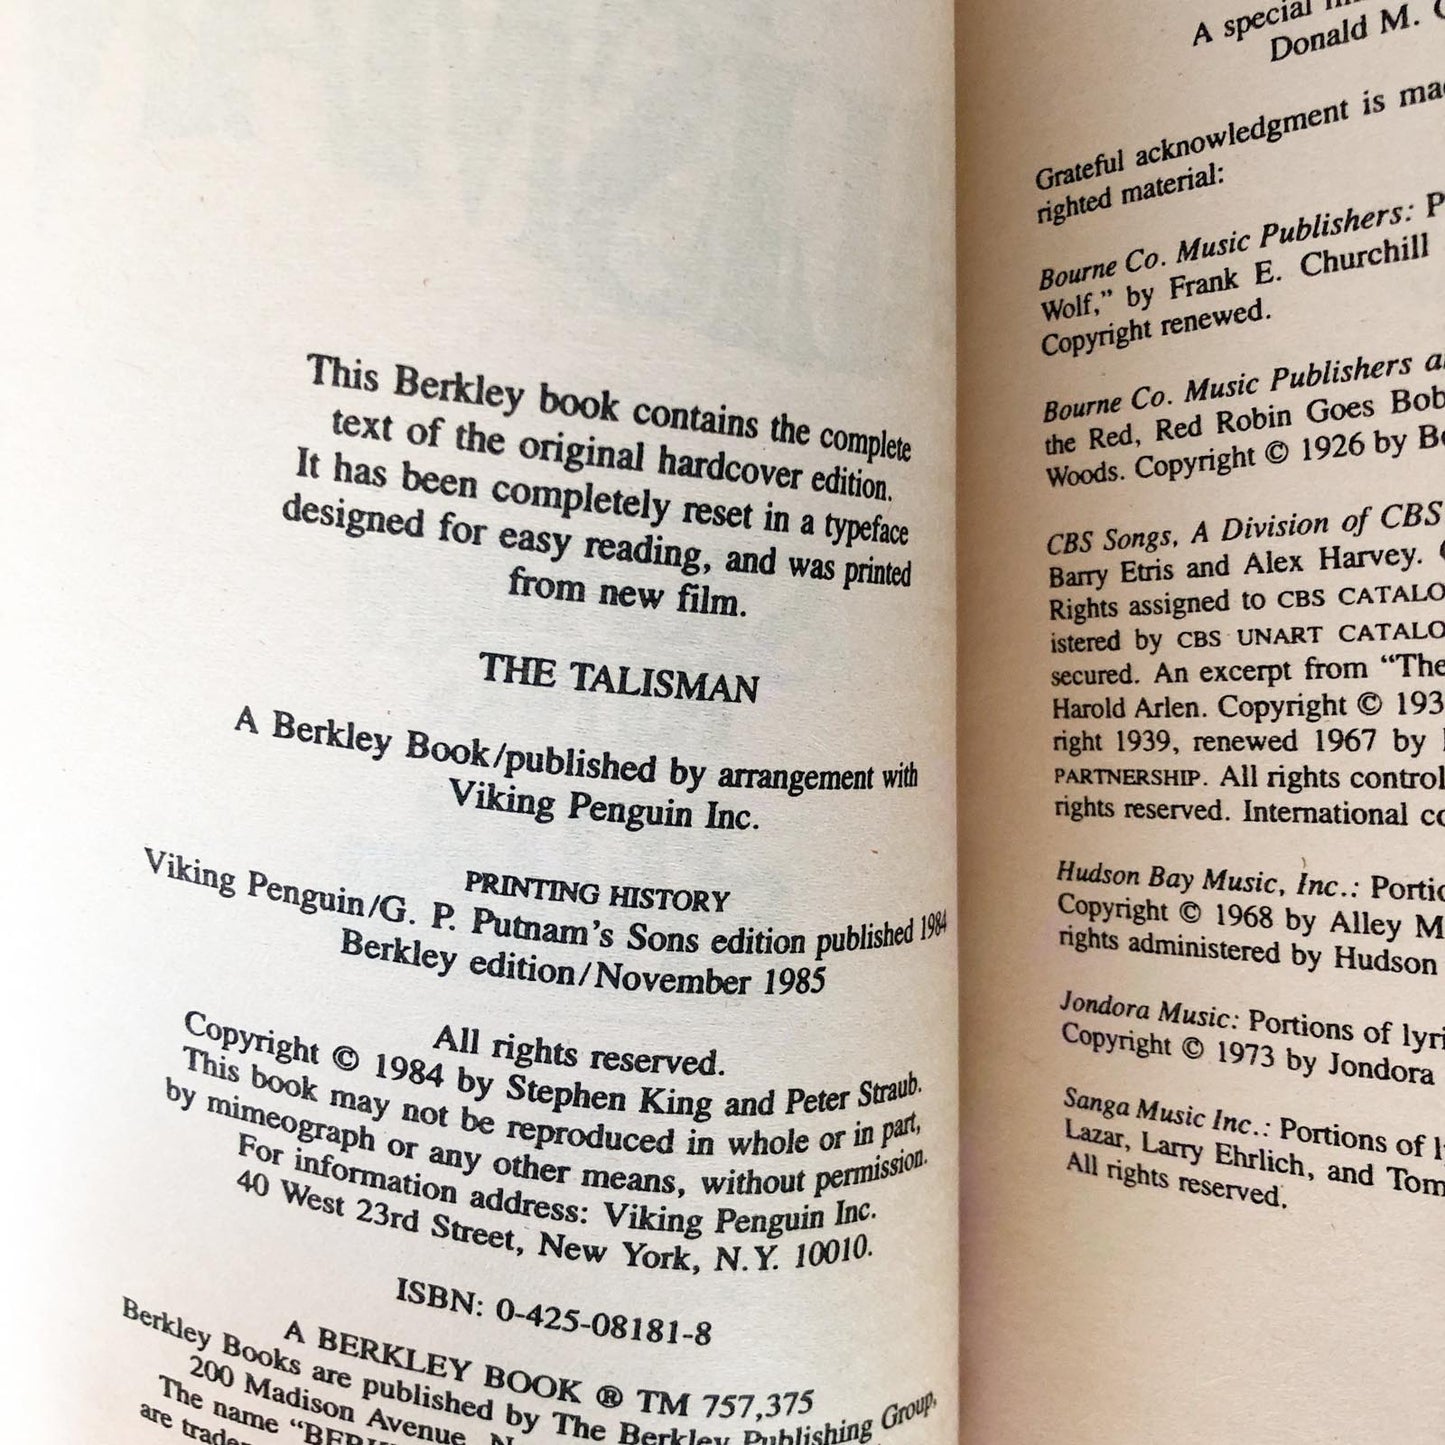 This Berkley book contains the complete
text of the original hardcover edition.
It has been completely reset in a typeface
designed for easy reading, and was printed
from new film.
THE TALISMAN
A Berkley Book/published by arrangement with
Viking Penguin Inc.
PRINTING HISTORY
Viking Penguin/G. P. Putnam's Sons edition published 1984
Berkley edition/November 1985
All rights reserved.
Copyright © 1984 by Stephen King and Peter Straub.
This book may not be reproduced in whole or in part,
by mimeograph or any other means, without permission.
For information address: Viking Penguin Inc.
40 West 23rd Street, New York, N.Y. 10010.
ISBN: 0-425-08181-8
A BERKLEY BOOK ® TM 757,375
Berkley Books are published by The Berkley Publishing Group,
200 Madison Avenue,
The name
are
A special
Donald M.
Grateful acknowledgment is
righted material:
Bourne Co. Music Publishers:
Wolf," by Frank E. Churchill
Copyright renewed.
Bourne Co. Music Publishers
the Red, Red Robin Goes Bob
Woods. Copyright © 1926 by
CBS Songs, A Division of CBS
Barry Etris and Alex Harvey.
Rights assigned to CBS CATALO
istered by CBS UNART CATALO
secured. An excerpt from "The
Harold Arlen. Copyright © 193
right 1939, renewed 1967 by
PARTNERSHIP. All rights control
rights reserved. International
Hudson Bay Music, Inc.: Portio
Copyright © 1968 by Alley M
rights administered by Hudson
Jondora Music: Portions of lyri
Copyright © 1973 by Jondora
Sanga Music Inc.: Portions of
Lazar, Larry Ehrlich, and Tom
All rights reserved.